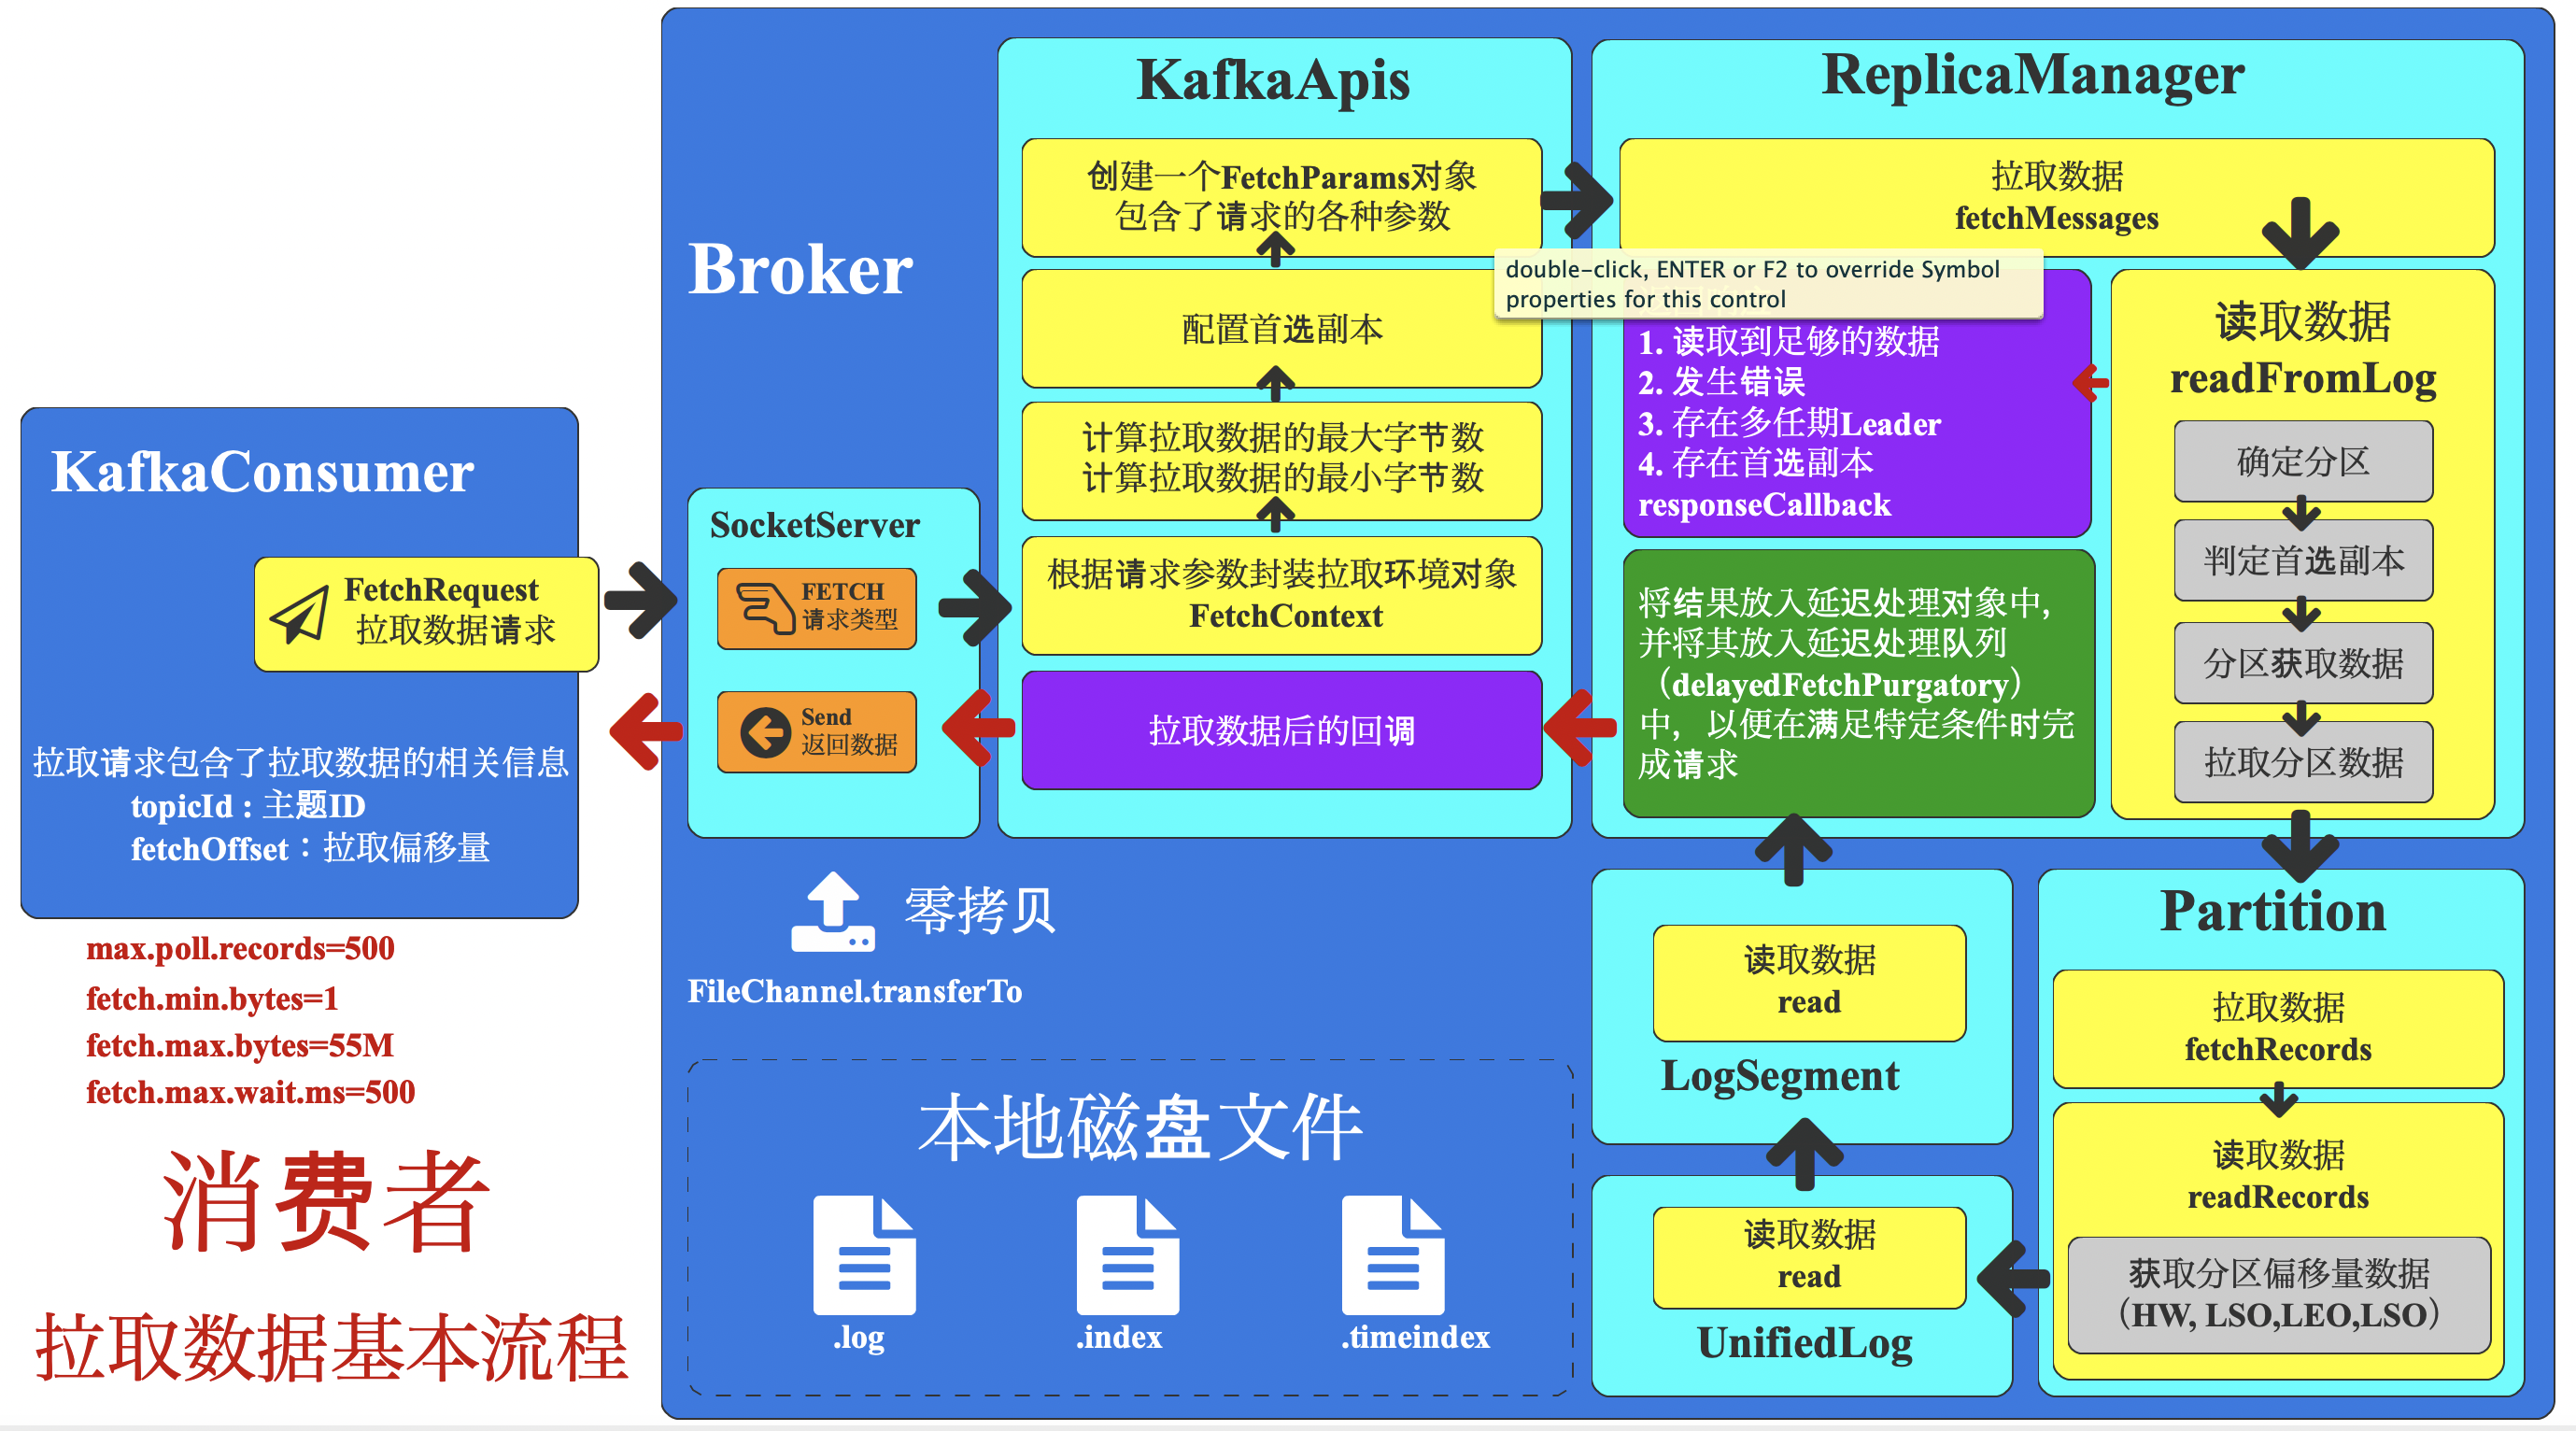 KafkaConsumer
FetchRequest
拉取数据请求
拉取请求包含了拉取数据的相关信息
topicId : 主题ID
fetchOffset：拉取偏移量
max.poll.records=500
fetch.min.bytes=1
fetch.max.bytes=55M
fetch.max.wait.ms=500
消费者
拉取数据基本流程
Broker
SocketServer
FETCH
请求类型
Send
返回数据
零拷贝
FileChannel.transferTo
本地磁盘文件
.log
.index
.timeindex
KafkaApis
创建一个FetchParams对象
包含了请求的各种参数
配置首选副本
计算拉取数据的最大字节数
计算拉取数据的最小字节数
根据请求参数封装拉取环境对象
FetchContext
拉取数据后的回调
ReplicaManager
拉取数据
fetchMessages
double-click, ENTER or F2 to override Symbol
properties for this control
1. 读取到足够的数据
2. 发生错误
3. 存在多任期Leader
4. 存在首选副本
responseCallback
将结果放入延迟处理对象中，
并将其放入延迟处理队列
（delayedFetchPurgatory）
中，以便在满足特定条件时完
成请求
读取数据
readFromLog
确定分区
判定首选副本
分区获取数据
拉取分区数据
Partition
拉取数据
fetchRecords
读取数据
readRecords
获取分区偏移量数据
（HW, LSO,LEO,LSO）
读取数据
read
LogSegment
读取数据
read
UnifiedLog